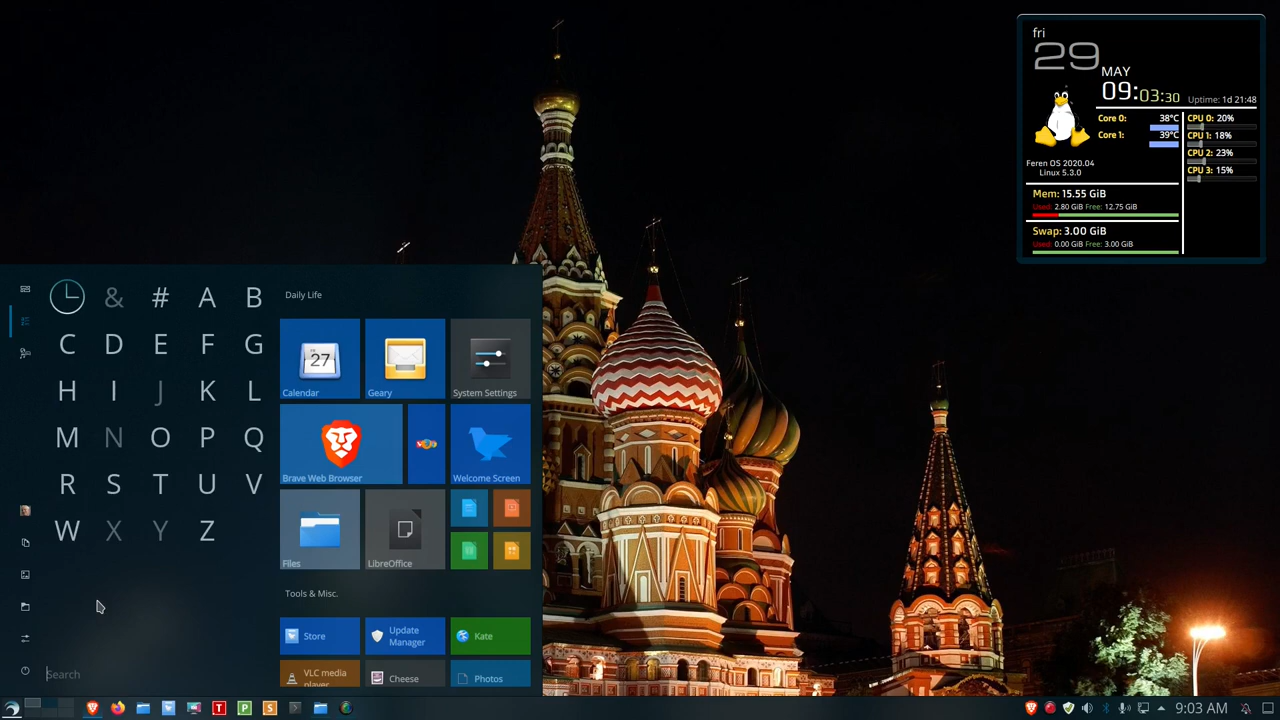 fri
29
MAY
09:03:30
Uptime: 1d 21:48
Core 0: 38°C
Core 1: 39°C
CPU 0: 20%
CPU 1: 18%
CPU 2: 23%
CPU 3: 15%
Feren OS 2020.04
Linux 5.3.0
Mem: 15.55 GiB
Used: 2.80 GiB Free: 12.75 GiB
Swap: 3.00 GiB
Used: 0.00 GiB Free: 3.00 GiB
& # A B
C D E F G
H I J K L
M N O P Q
R S T U V
W X Y Z
Search
Daily Life
27
Calendar
Geary
System Settings
Brave Web Browser
Welcome Screen
Files
LibreOffice
Tools & Misc.
Store
Update
Manager
Kate
VLC media
player
Cheese
Photos
T P S
9:03 AM